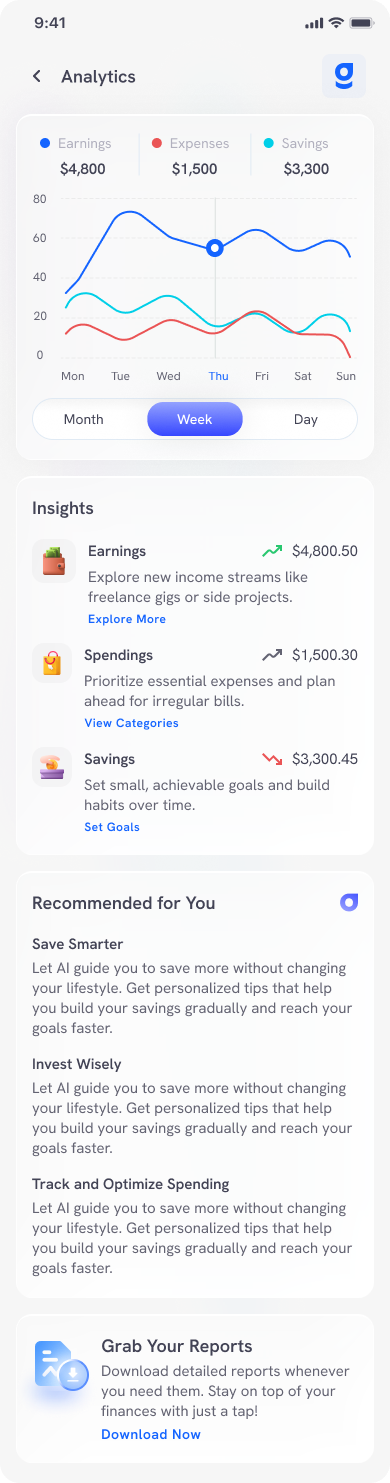 9:41
Analytics
g
Earnings Expenses Savings
$4,800 $1,500 $3,300
80
60
40
20
0
Mon Tue Wed Thu Fri Sat Sun
Month Week Day
Insights
Earnings $4,800.50
Explore new income streams like
freelance gigs or side projects.
Explore More
Spendings $1,500.30
Prioritize essential expenses and plan
ahead for irregular bills.
View Categories
Savings $3,300.45
Set small, achievable goals and build
habits over time.
Set Goals
Recommended for You
Save Smarter
Let AI guide you to save more without changing
your lifestyle. Get personalized tips that help
you build your savings gradually and reach your
goals faster.
Invest Wisely
Let AI guide you to save more without changing
your lifestyle. Get personalized tips that help
you build your savings gradually and reach your
goals faster.
Track and Optimize Spending
Let AI guide you to save more without changing
your lifestyle. Get personalized tips that help
you build your savings gradually and reach your
goals faster.
Grab Your Reports
Download detailed reports whenever
you need them. Stay on top of your
finances with just a tap!
Download Now